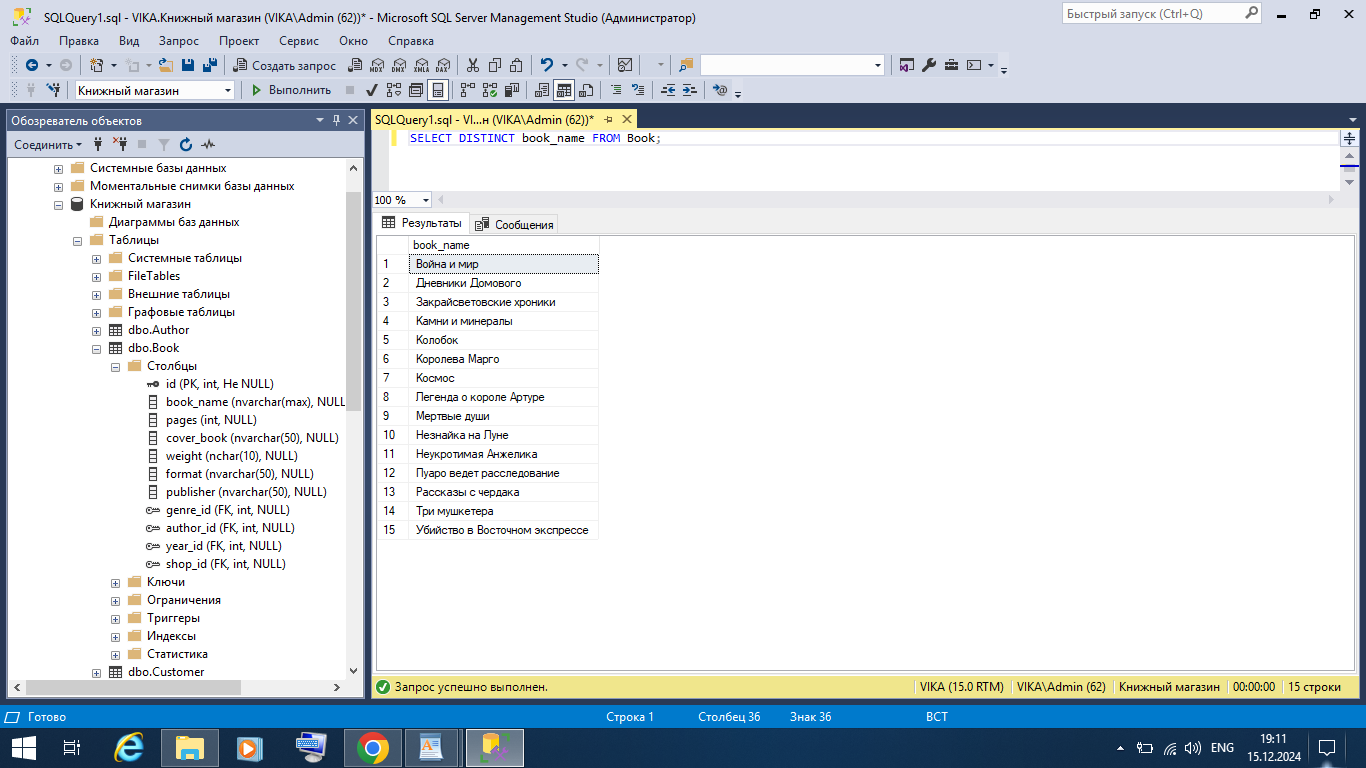 SQLQuery1.sql - VIKA.Книжный магазин (VIKA\Admin (62))* - Microsoft SQL Server Management Studio (Администратор)
Быстрый запуск (Ctrl+Q)
Файл Правка Вид Запрос Проект Сервис Окно Справка
Создать запрос MDX DMX XMLA DAX
Книжный магазин Выполнить
Обозреватель объектов
SQLQuery1.sql - VI...н (VIKA\Admin (62))*
Соединить
SELECT DISTINCT book_name FROM Book;
Системные базы данных
Моментальные снимки базы данных
Книжный магазин
Диаграммы баз данных
Таблицы
Системные таблицы
FileTables
Внешние таблицы
Графовые таблицы
dbo.Author
dbo.Book
Столбцы
id (PK, int, Не NULL)
book_name (nvarchar(max), NULL
pages (int, NULL)
cover_book (nvarchar(50), NULL)
weight (nchar(10), NULL)
format (nvarchar(50), NULL)
publisher (nvarchar(50), NULL)
genre_id (FK, int, NULL)
author_id (FK, int, NULL)
year_id (FK, int, NULL)
shop_id (FK, int, NULL)
Ключи
Ограничения
Триггеры
Индексы
Статистика
dbo.Customer
100 %
Результаты Сообщения
book_name
1 Война и мир
2 Дневники Домового
3 Закрайсветовские хроники
4 Камни и минералы
5 Колобок
6 Королева Марго
7 Космос
8 Легенда о короле Артуре
9 Мертвые души
10 Незнайка на Луне
11 Неукротимая Анжелика
12 Пуаро ведет расследование
13 Рассказы с чердака
14 Три мушкетера
15 Убийство в Восточном экспрессе
Запрос успешно выполнен. VIKA (15.0 RTM) VIKA\Admin (62) Книжный магазин 00:00:00 15 строки
Готово Строка 1 Столбец 36 Знак 36 ВСТ
ENG 19:11
15.12.2024